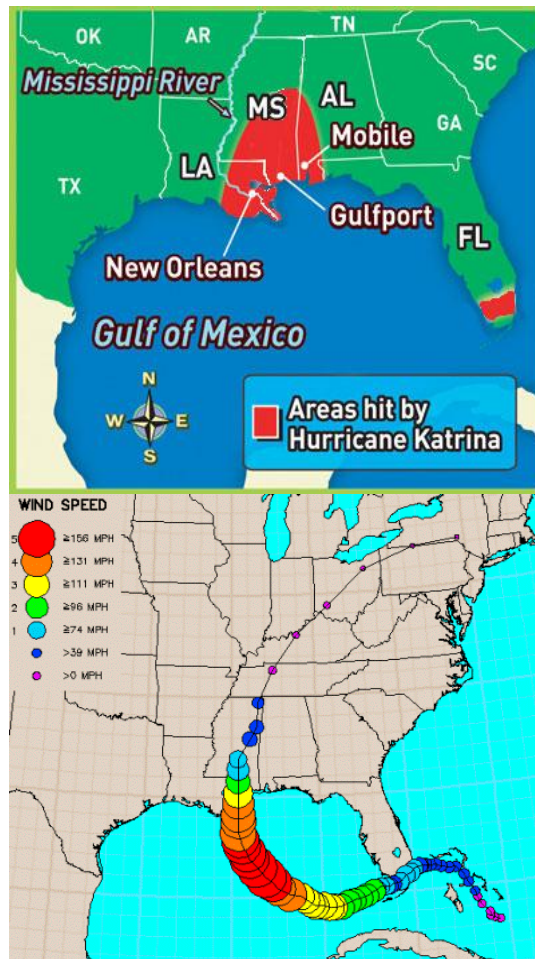 OK
AR
TN
SC
Mississippi River
MS
AL
GA
Mobile
LA
TX
Gulfport
FL
New Orleans
Gulf of Mexico
N
W
E
S
Areas hit by
Hurricane Katrina
WIND SPEED
5 ≥156 MPH
4 ≥131 MPH
3 ≥111 MPH
2 ≥96 MPH
1 ≥74 MPH
>39 MPH
>0 MPH